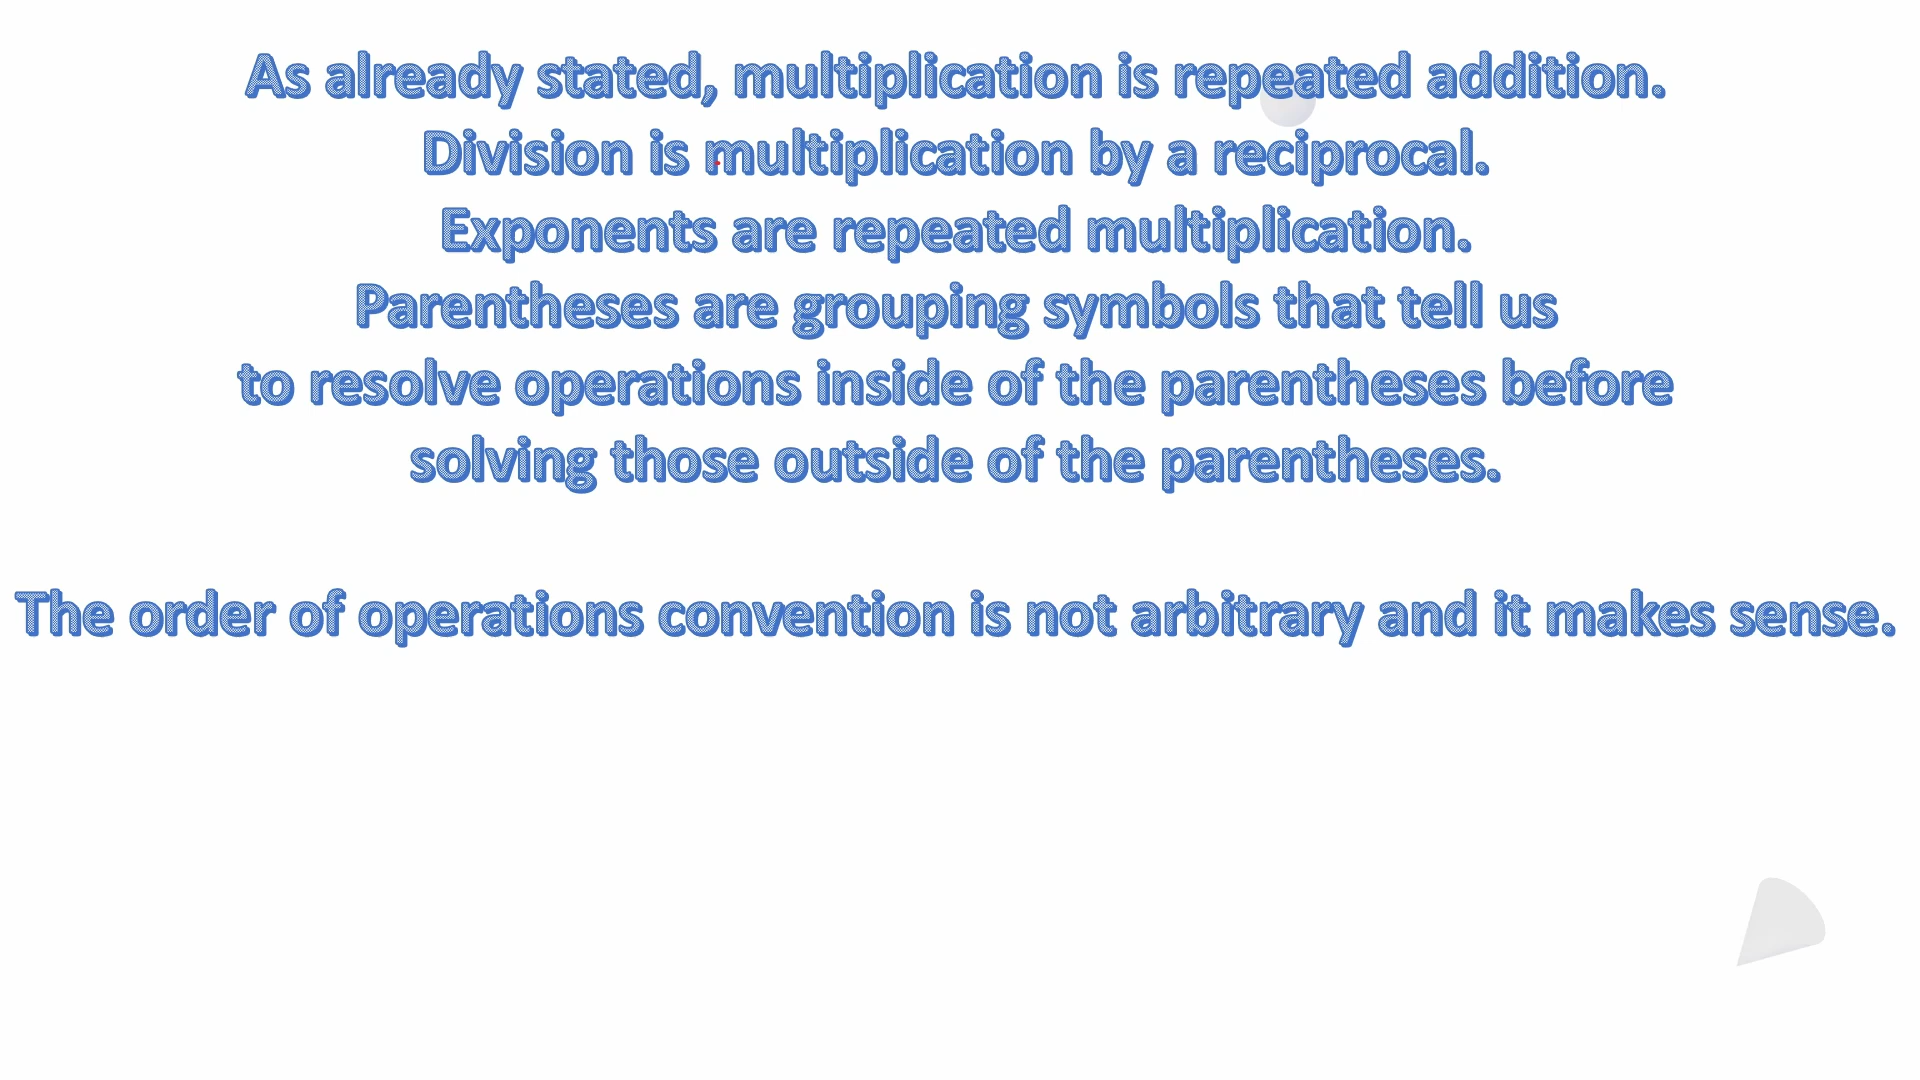 As already stated, multiplication is repeated addition.
Division is multiplication by a reciprocal.
Exponents are repeated multiplication.
Parentheses are grouping symbols that tell us
to resolve operations inside of the parentheses before
solving those outside of the parentheses.
The order of operations convention is not arbitrary and it makes sense.